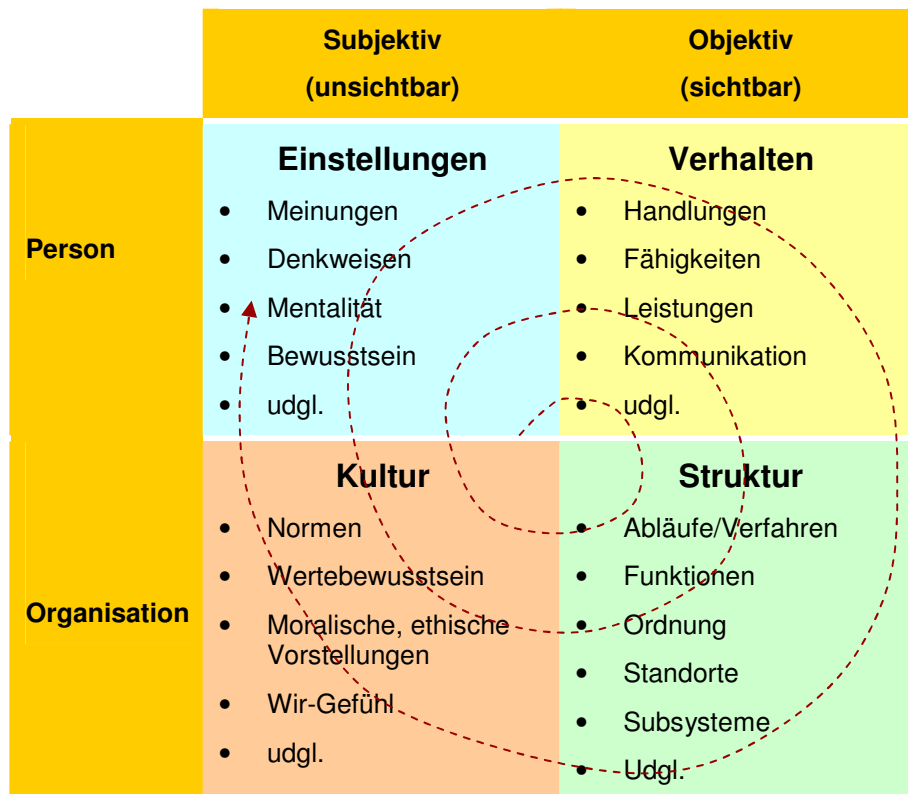 Subjektiv
(unsichtbar)
Objektiv
(sichtbar)
Person
Einstellungen
• Meinungen
• Denkweisen
• Mentalität
• Bewusstsein
• udgl.
Verhalten
• Handlungen
• Fähigkeiten
• Leistungen
• Kommunikation
• udgl.
Organisation
Kultur
• Normen
• Wertebewusstsein
• Moralische, ethische
Vorstellungen
• Wir-Gefühl
• udgl.
Struktur
• Abläufe/Verfahren
• Funktionen
• Ordnung
• Standorte
• Subsysteme
• Udgl.